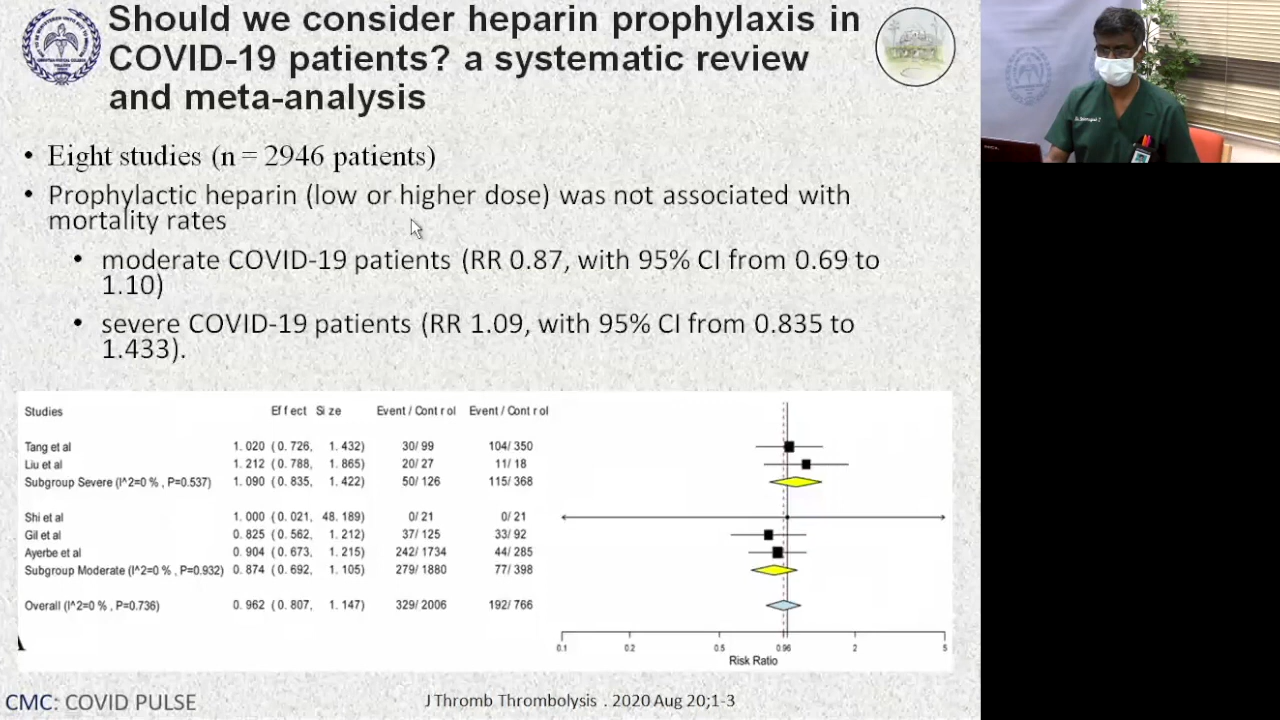 Should we consider heparin prophylaxis in
COVID-19 patients? a systematic review
and meta-analysis
• Eight studies (n = 2946 patients)
• Prophylactic heparin (low or higher dose) was not associated with
mortality rates
• moderate COVID-19 patients (RR 0.87, with 95% CI from 0.69 to
1.10)
• severe COVID-19 patients (RR 1.09, with 95% CI from 0.835 to
1.433).
Studies Effect Size Event/Control Event/Control
Tang et al 1.020 (0.726, 1.432) 30/99 104/350
Liu et al 1.212 (0.788, 1.865) 20/27 11/18
Subgroup Severe (I^2=0 % , P=0.537) 1.090 (0.835, 1.422) 50/126 115/368
Shi et al 1.000 (0.021, 48.189) 0/21 0/21
Gil et al 0.825 (0.562, 1.212) 37/125 33/92
Ayerbe et al 0.904 (0.673, 1.215) 242/1734 44/285
Subgroup Moderate (I^2=0 % , P=0.932) 0.874 (0.692, 1.105) 279/1880 77/398
Overall (I^2=0 % , P=0.736) 0.962 (0.807, 1.147) 329/2006 192/766
0.1 0.2 0.5 0.96 2 5
Risk Ratio
CMC: COVID PULSE
J Thromb Thrombolysis . 2020 Aug 20;1-3